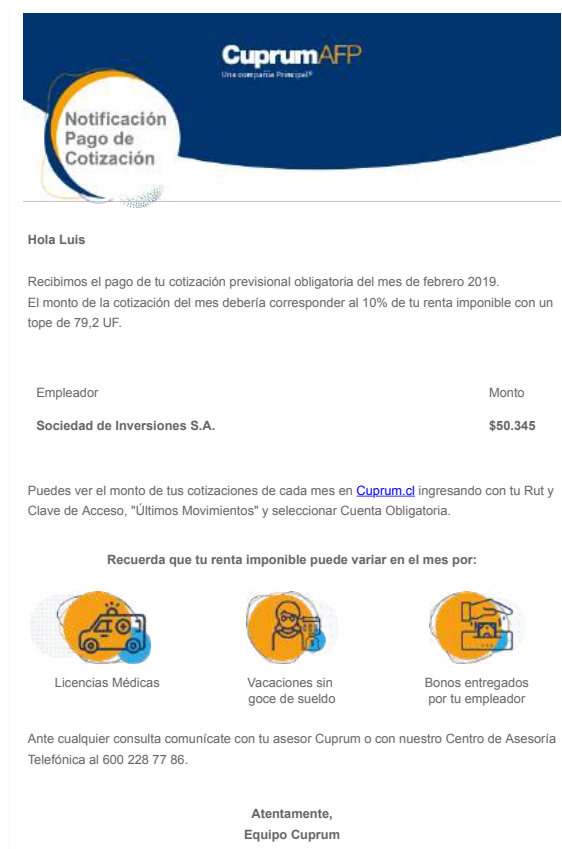 CuprumAFP
Una compañía Principal®
Notificación
Pago de
Cotización
Hola Luis
Recibimos el pago de tu cotización previsional obligatoria del mes de febrero 2019.
El monto de la cotización del mes debería corresponder al 10% de tu renta imponible con un
tope de 79,2 UF.
Empleador Monto
Sociedad de Inversiones S.A. $50.345
Puedes ver el monto de tus cotizaciones de cada mes en Cuprum.cl ingresando con tu Rut y
Clave de Acceso, "Últimos Movimientos" y seleccionar Cuenta Obligatoria.
Recuerda que tu renta imponible puede variar en el mes por:
Licencias Médicas
Vacaciones sin
goce de sueldo
Bonos entregados
por tu empleador
Ante cualquier consulta comunícate con tu asesor Cuprum o con nuestro Centro de Asesoría
Telefónica al 600 228 77 86.
Atentamente,
Equipo Cuprum